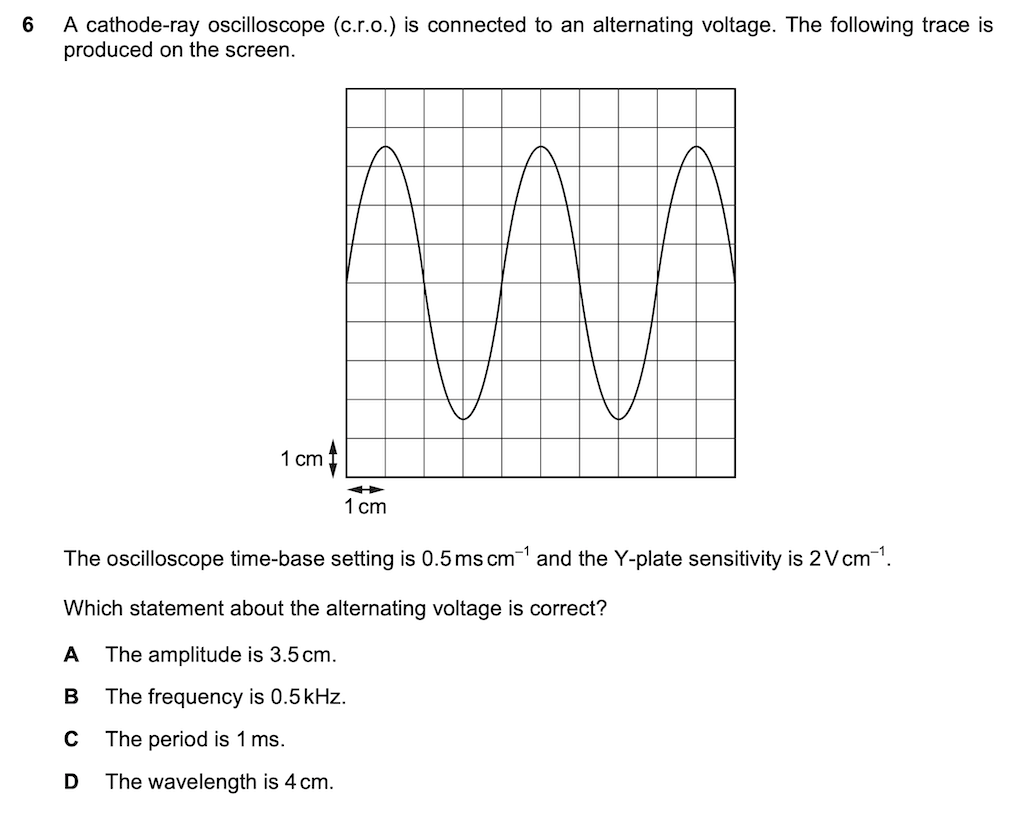 6 A cathode-ray oscilloscope (c.r.o.) is connected to an alternating voltage. The following trace is
produced on the screen.
1 cm
1 cm
The oscilloscope time-base setting is 0.5 ms cm⁻¹ and the Y-plate sensitivity is 2 V cm⁻¹.
Which statement about the alternating voltage is correct?
A The amplitude is 3.5 cm.
B The frequency is 0.5 kHz.
C The period is 1 ms.
D The wavelength is 4 cm.